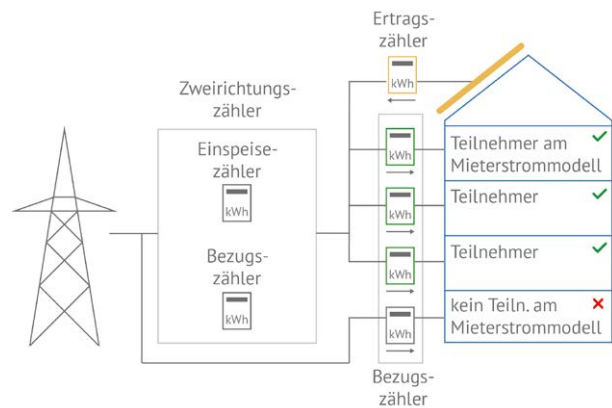 Ertrags-
zähler
kWh
Zweirichtungs-
zähler
Einspeise-
zähler
kWh
Bezugs-
zähler
kWh
kWh
Teilnehmer am
Mieterstrommodell
kWh
Teilnehmer
kWh
Teilnehmer
kWh
kein Teiln. am
Mieterstrommodell
Bezugs-
zähler